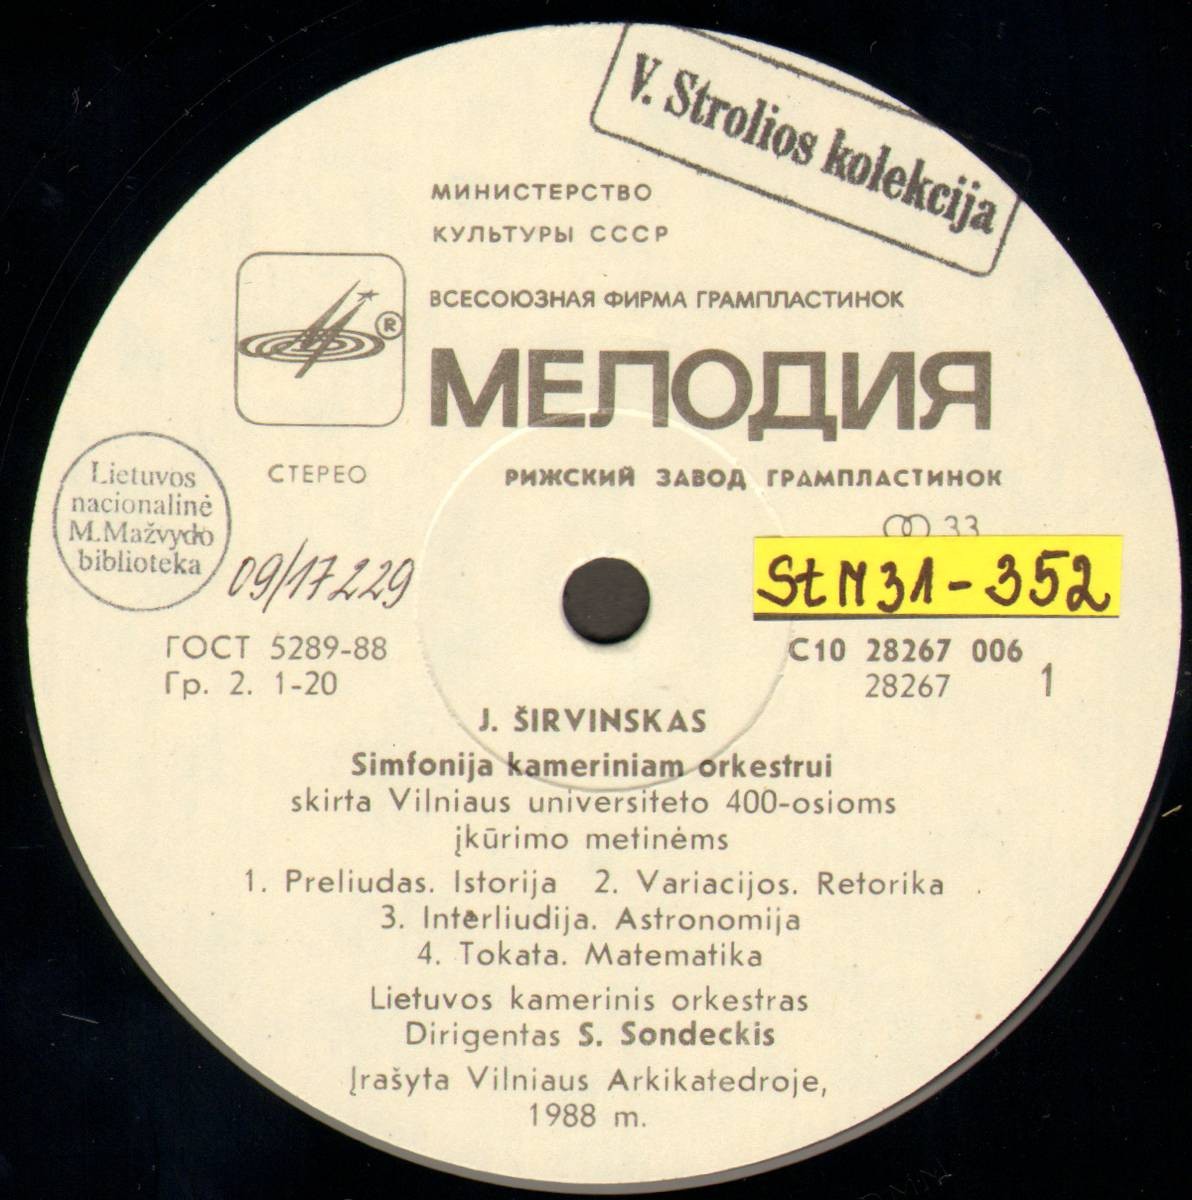 V. Strolios kolekcija
МИНИСТЕРСТВО
КУЛЬТУРЫ СССР
ВСЕСОЮЗНАЯ ФИРМА ГРАМПЛАСТИНОК
®
МЕЛОДИЯ
СТЕРЕО
РИЖСКИЙ ЗАВОД ГРАМПЛАСТИНОК
Lietuvos
nacionalinė
M.Mažvydo
biblioteka
09/17229
33
StM31-352
ГОСТ 5289-88
Гр. 2. 1-20
С10 28267 006
28267 1
J. ŠIRVINSKAS
Simfonija kameriniam orkestrui
skirta Vilniaus universiteto 400-osioms
įkūrimo metinėms
1. Preliudas. Istorija 2. Variacijos. Retorika
3. Interliudija. Astronomija
4. Tokata. Matematika
Lietuvos kamerinis orkestras
Dirigentas S. Sondeckis
Įrašyta Vilniaus Arkikatedroje,
1988 m.